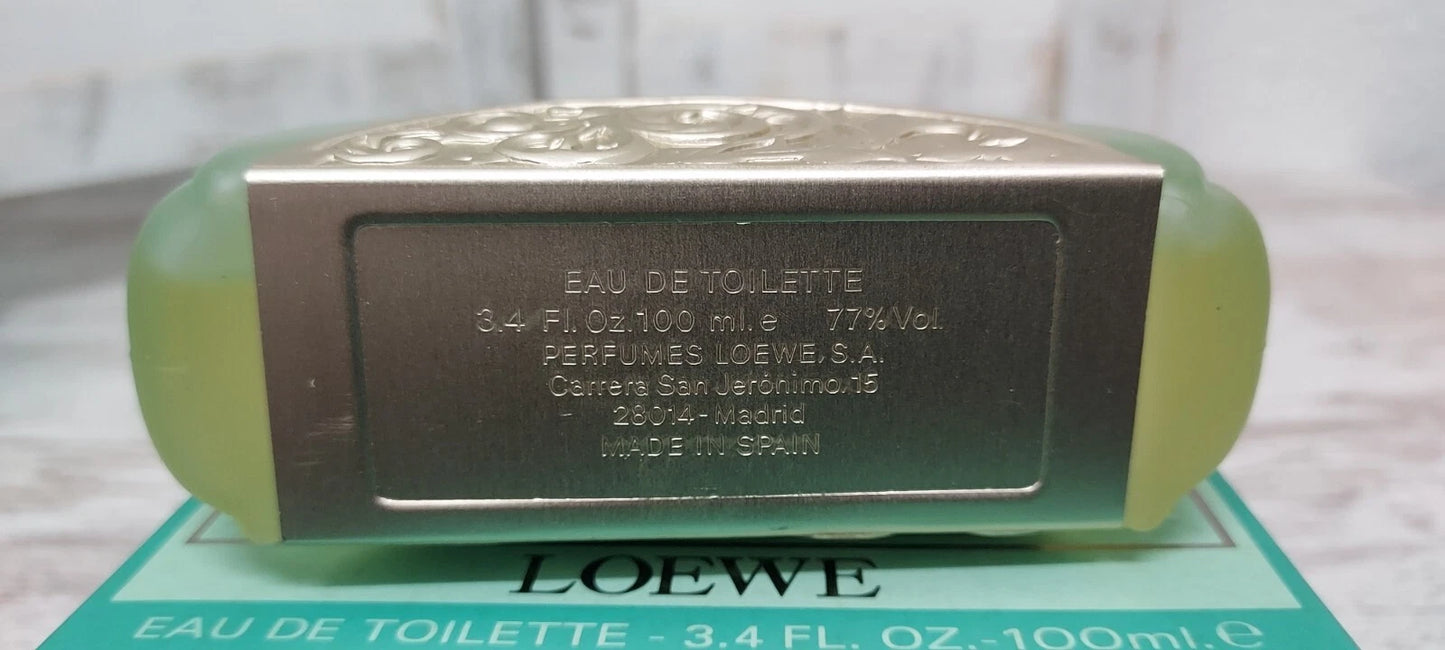 EAU DE TOILETTE
3.4 Fl. Oz. 100 ml. e 77% Vol.
PERFUMES LOEWE, S.A.
Carrera San Jerónimo, 15
28014 - Madrid
MADE IN SPAIN
LOEWE
EAU DE TOILETTE - 3.4 FL. OZ.-100ml. e